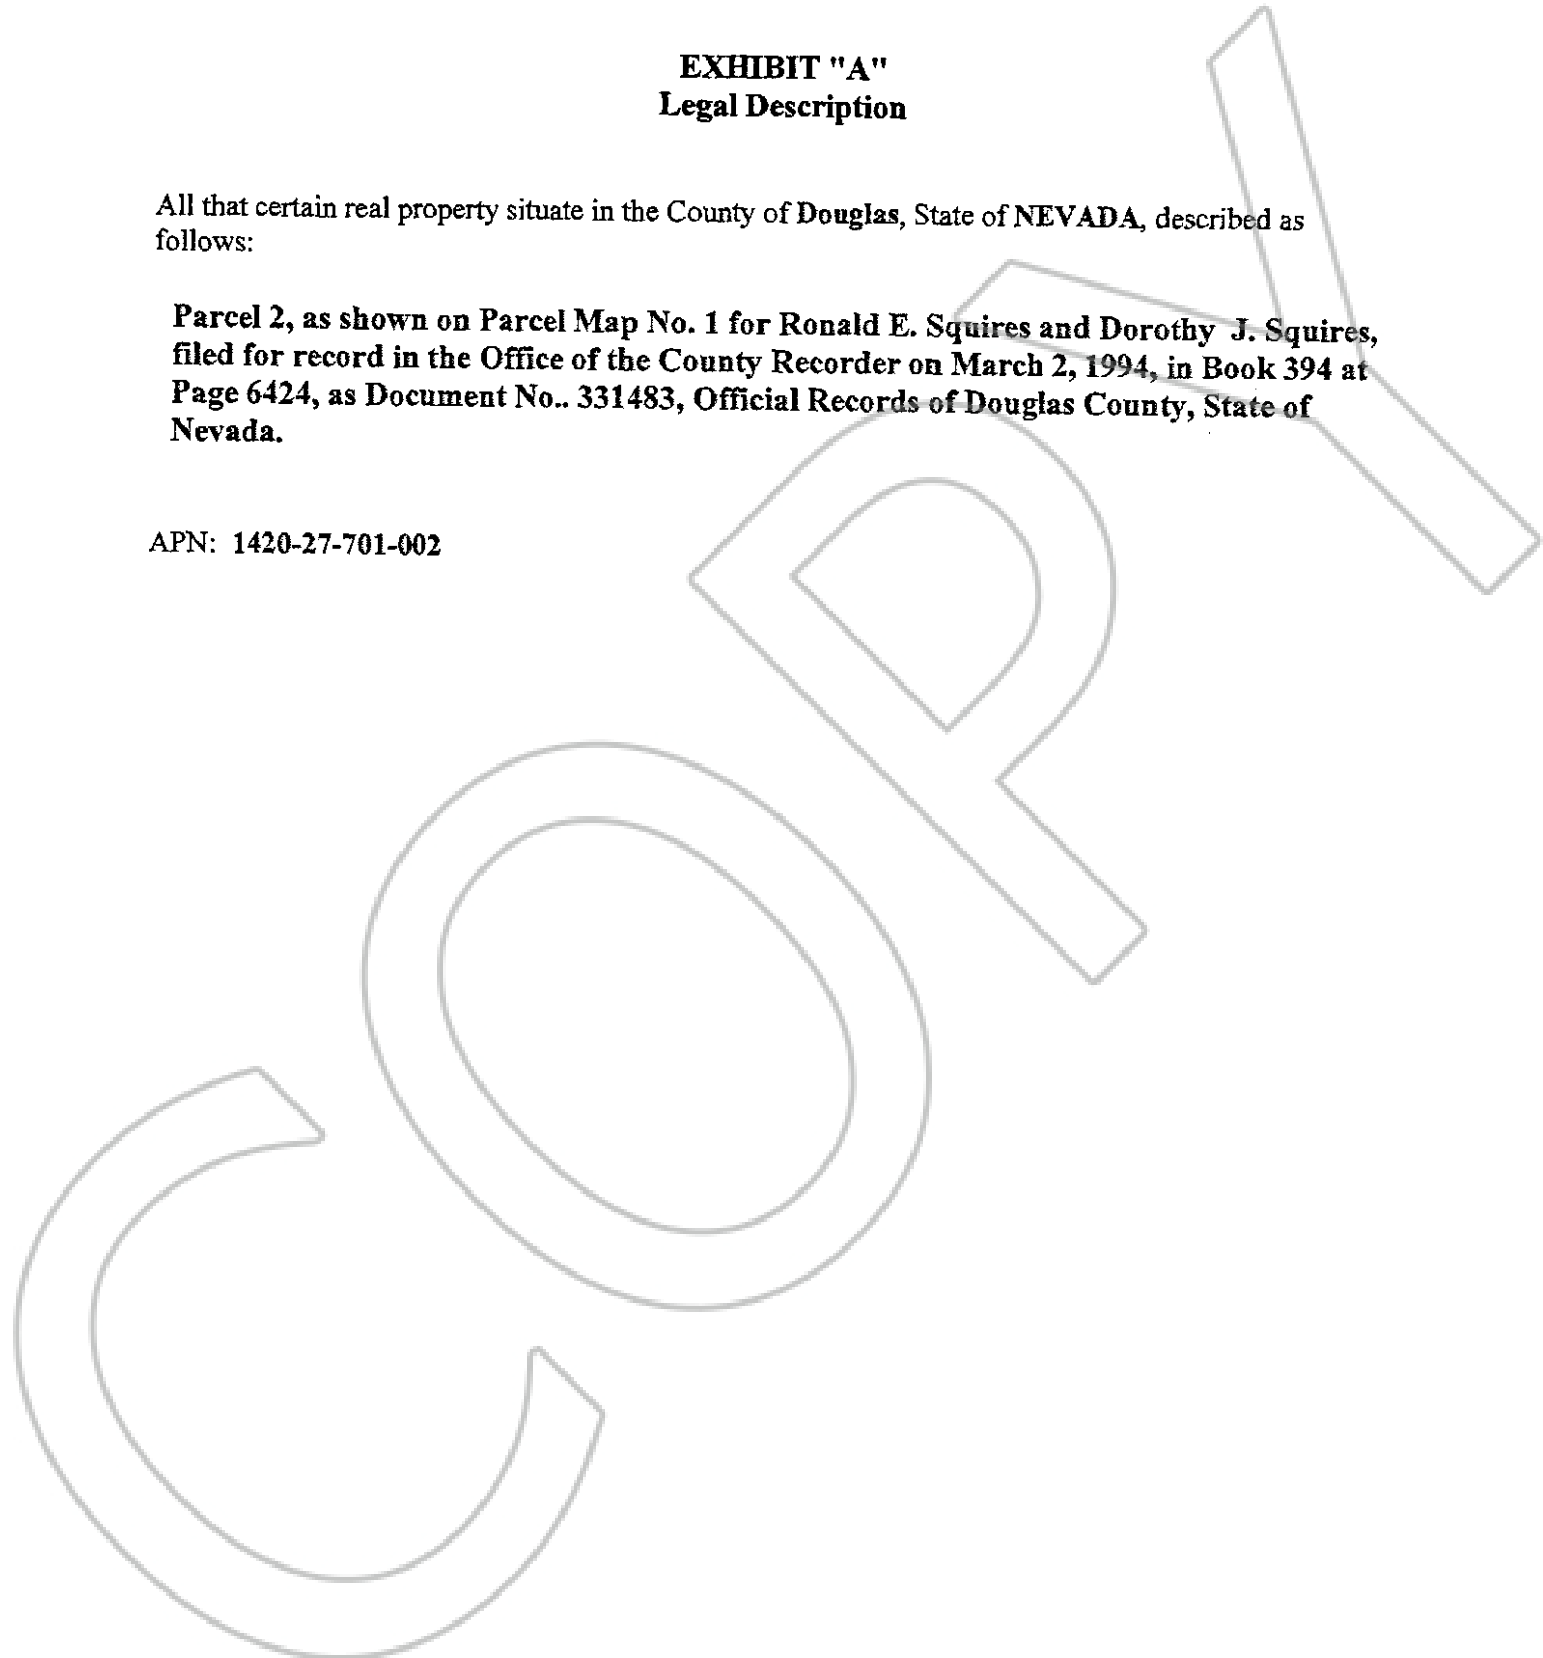 EXHIBIT "A"
Legal Description
All that certain real property situate in the County of Douglas, State of NEVADA, described as
follows:
Parcel 2, as shown on Parcel Map No. 1 for Ronald E. Squires and Dorothy J. Squires,
filed for record in the Office of the County Recorder on March 2, 1994, in Book 394 at
Page 6424, as Document No.. 331483, Official Records of Douglas County, State of
Nevada.
APN: 1420-27-701-002
COPY